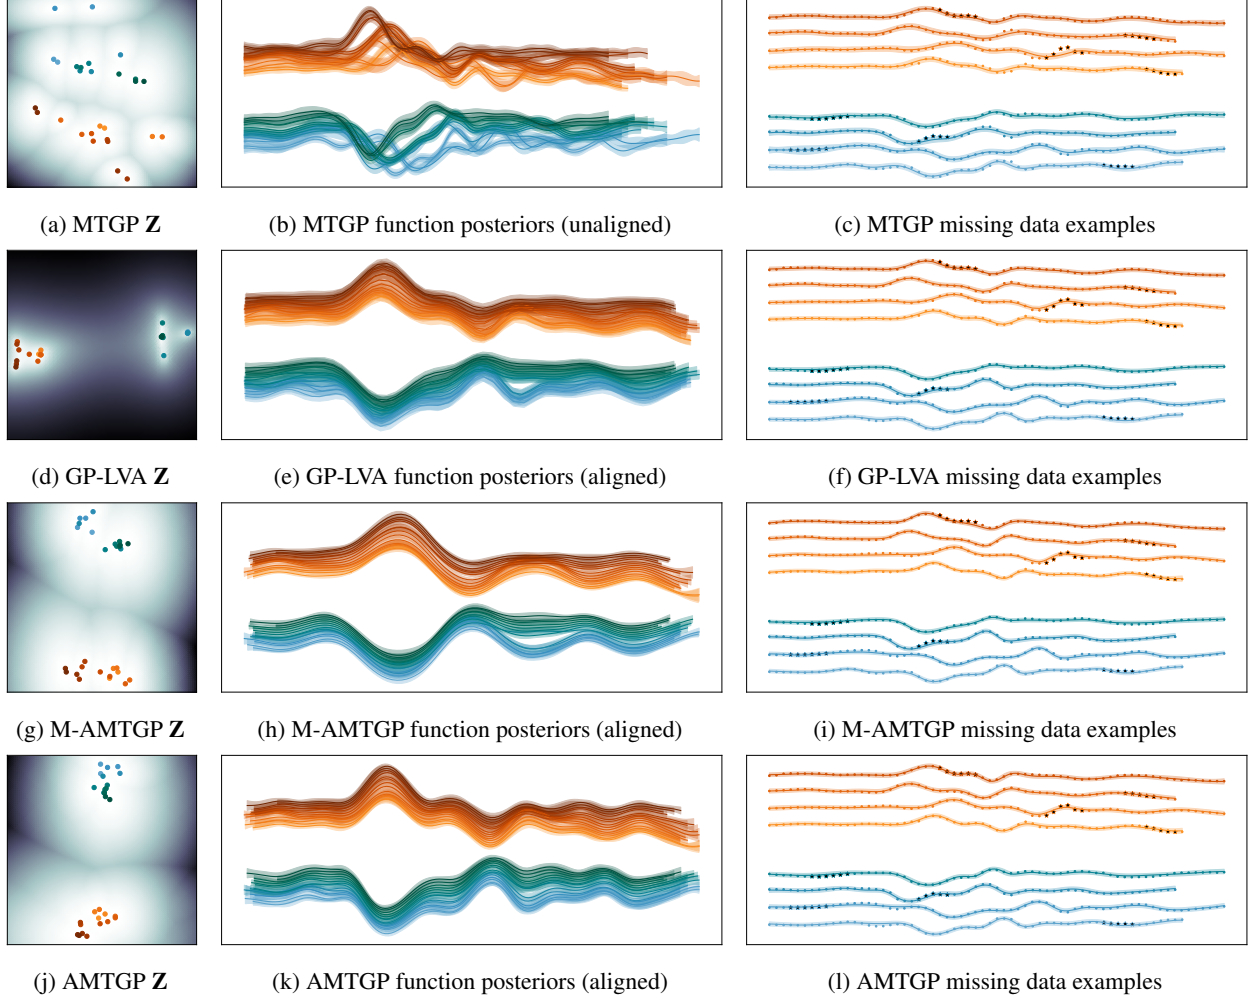 (a) MTGP Z
(b) MTGP function posteriors (unaligned)
(c) MTGP missing data examples
(d) GP-LVA Z
(e) GP-LVA function posteriors (aligned)
(f) GP-LVA missing data examples
(g) M-AMTGP Z
(h) M-AMTGP function posteriors (aligned)
(i) M-AMTGP missing data examples
(j) AMTGP Z
(k) AMTGP function posteriors (aligned)
(l) AMTGP missing data examples